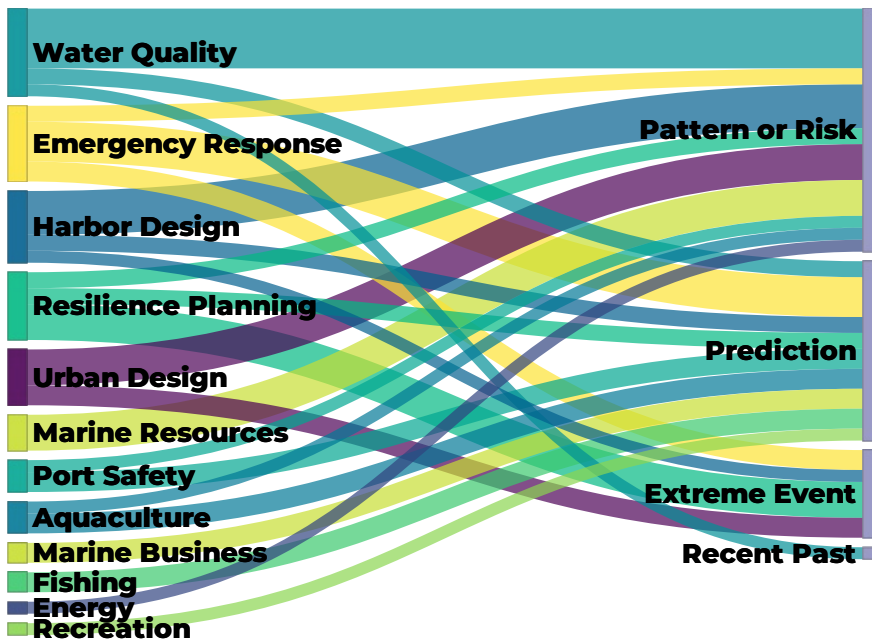 Water Quality
Emergency Response
Harbor Design
Resilience Planning
Urban Design
Marine Resources
Port Safety
Aquaculture
Marine Business
Fishing
Energy
Recreation
Pattern or Risk
Prediction
Extreme Event
Recent Past